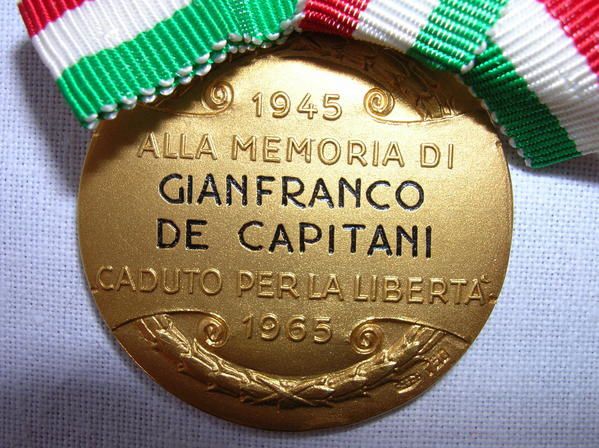 1945
ALLA MEMORIA DI
GIANFRANCO
DE CAPITANI
CADUTO PER LA LIBERTÀ
1965